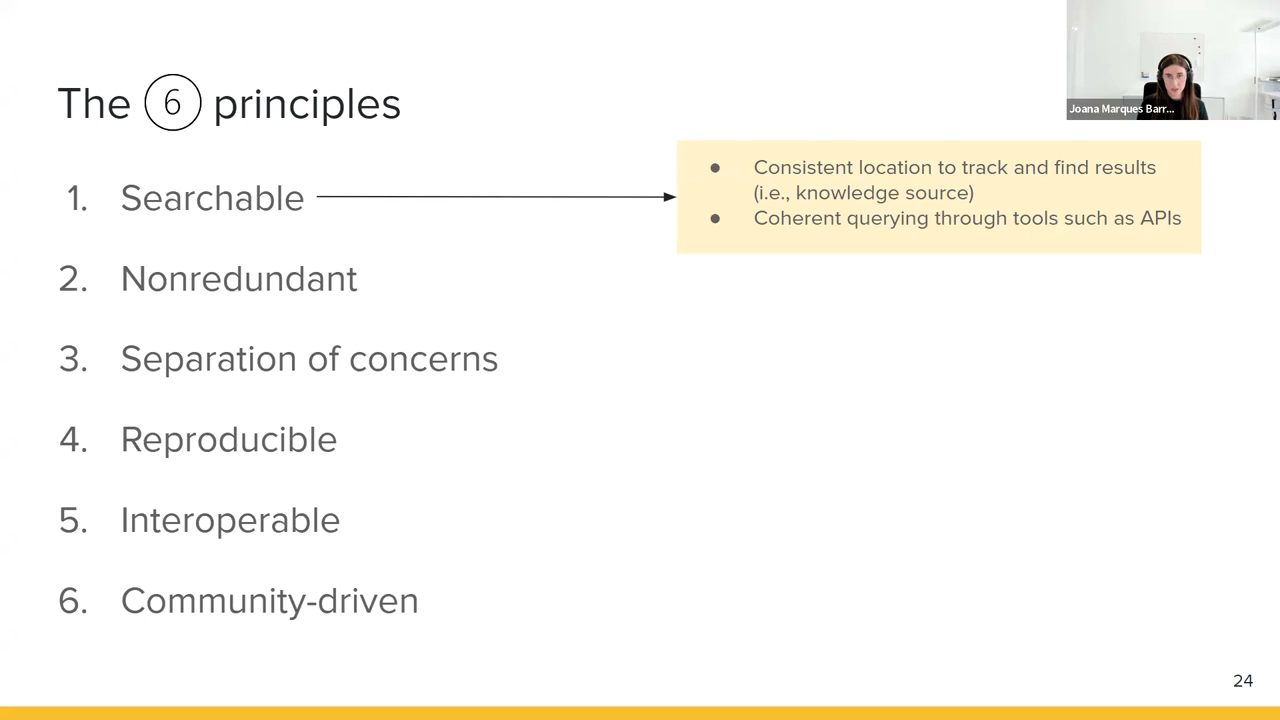 The 6 principles
Joana Marques Barr...
1. Searchable
● Consistent location to track and find results
(i.e., knowledge source)
● Coherent querying through tools such as APIs
2. Nonredundant
3. Separation of concerns
4. Reproducible
5. Interoperable
6. Community-driven
24